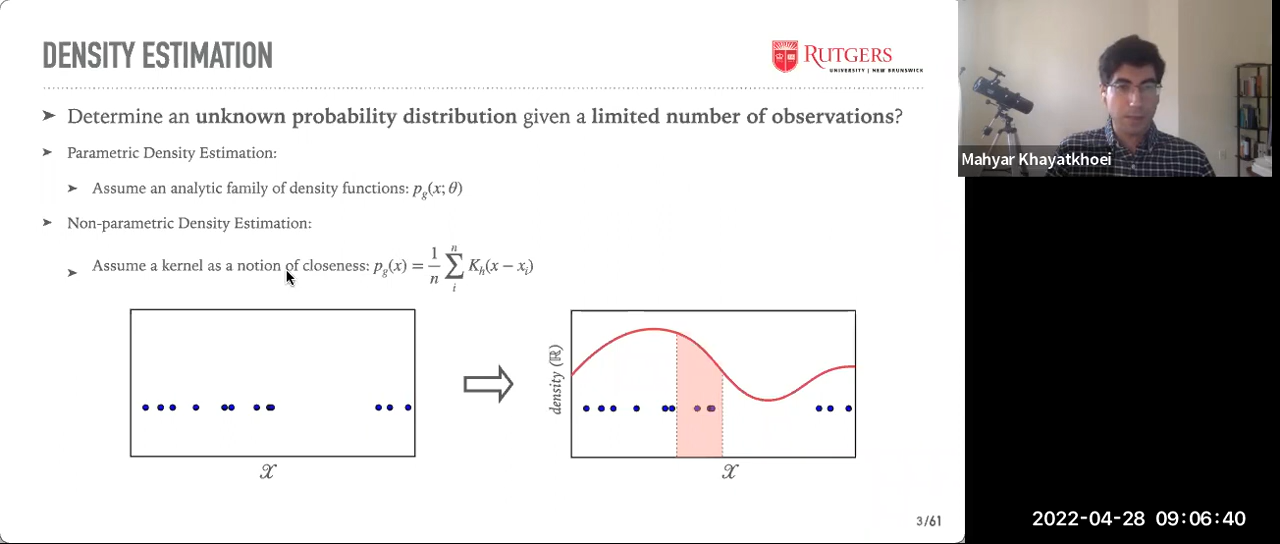 DENSITY ESTIMATION
RUTGERS
UNIVERSITY | NEW BRUNSWICK
➤ Determine an unknown probability distribution given a limited number of observations?
➤ Parametric Density Estimation:
➤ Assume an analytic family of density functions: p_g(x; θ)
➤ Non-parametric Density Estimation:
➤ Assume a kernel as a notion of closeness: p_g(x) = 1/n ∑_i^n K_h(x − x_i)
𝒳
density (ℝ)
𝒳
3/61
Mahyar Khayatkhoei
2022-04-28 09:06:40